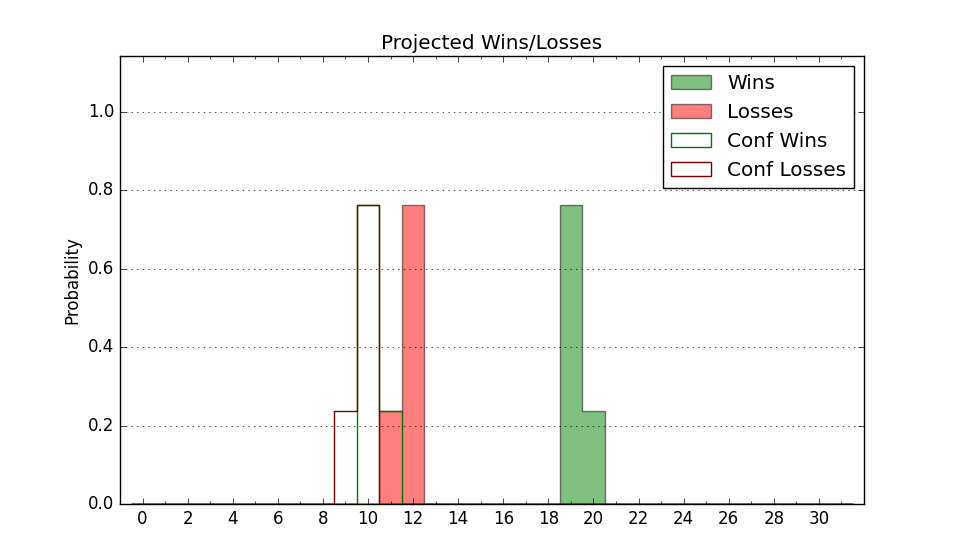 Projected Wins/Losses
Wins
Losses
Conf Wins
Conf Losses
Probability
1.0
0.8
0.6
0.4
0.2
0.0
0 2 4 6 8 10 12 14 16 18 20 22 24 26 28 30